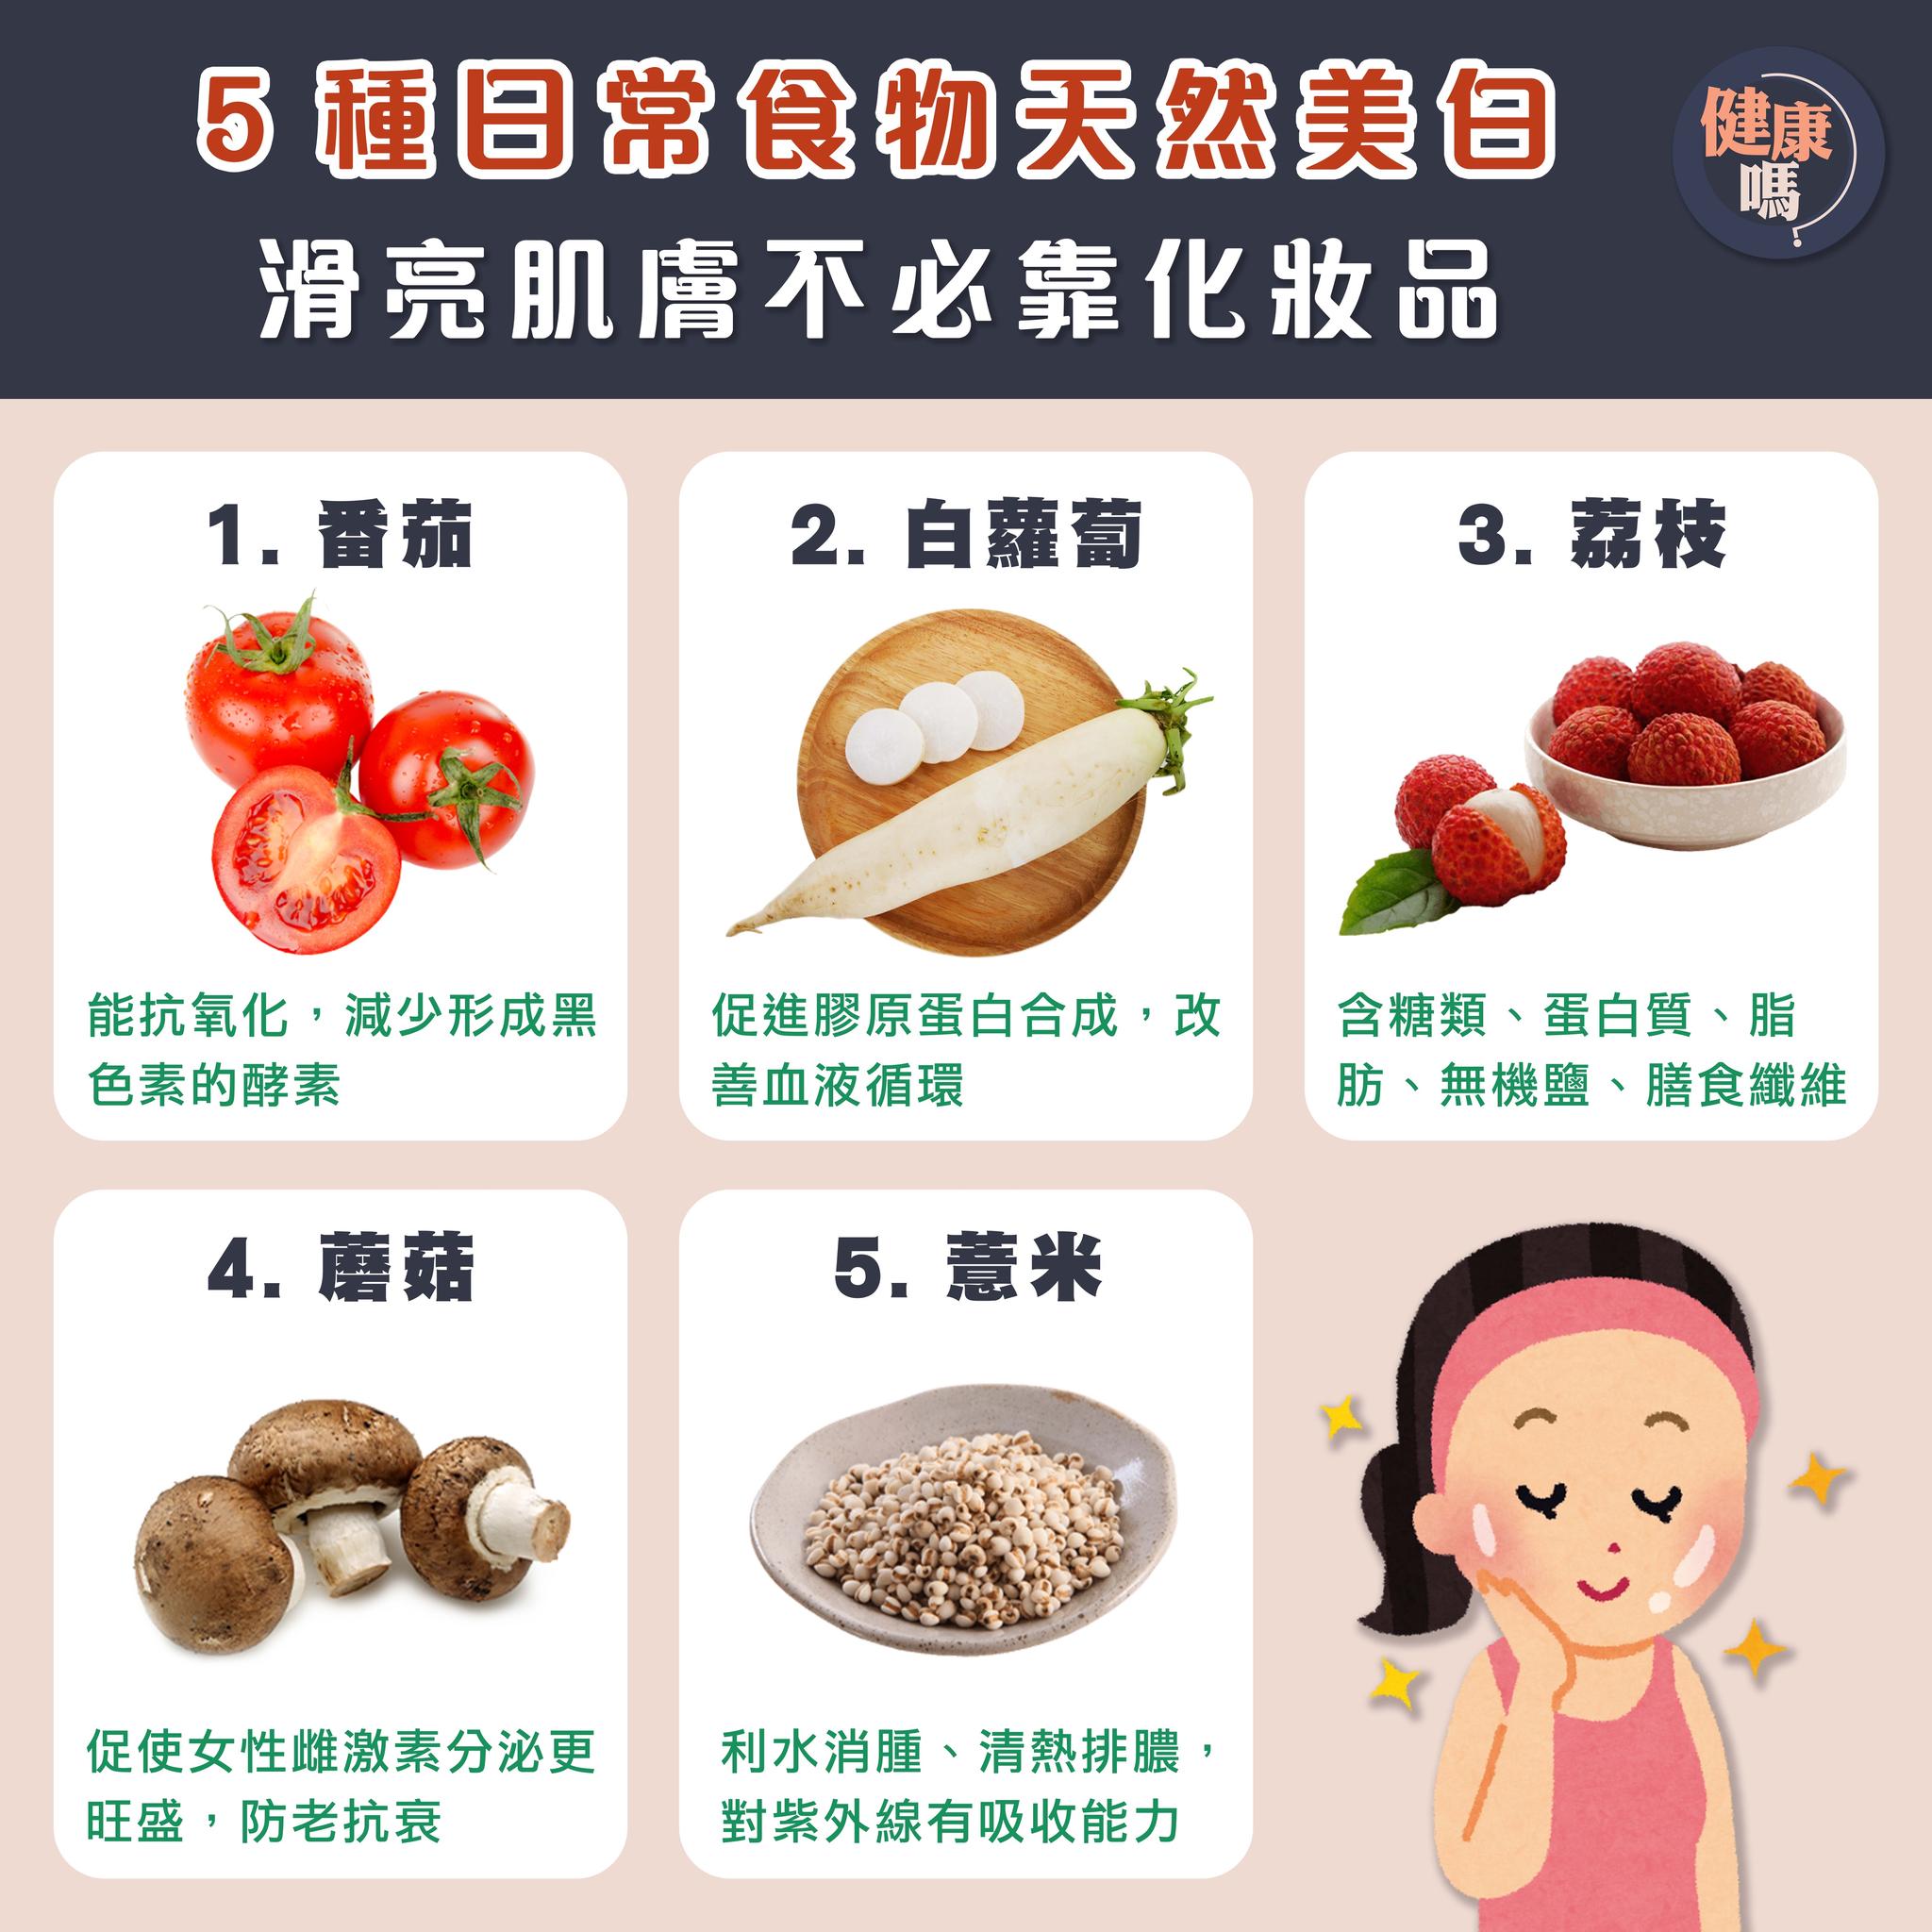 5 種日常食物天然美白
健康
嗎?
滑亮肌膚不必靠化妝品
1. 番茄
能抗氧化，減少形成黑
色素的酵素
2. 白蘿蔔
促進膠原蛋白合成，改
善血液循環
3. 荔枝
含糖類、蛋白質、脂
肪、無機鹽、膳食纖維
4. 蘑菇
促使女性雌激素分泌更
旺盛，防老抗衰
5. 薏米
利水消腫、清熱排膿，
對紫外線有吸收能力